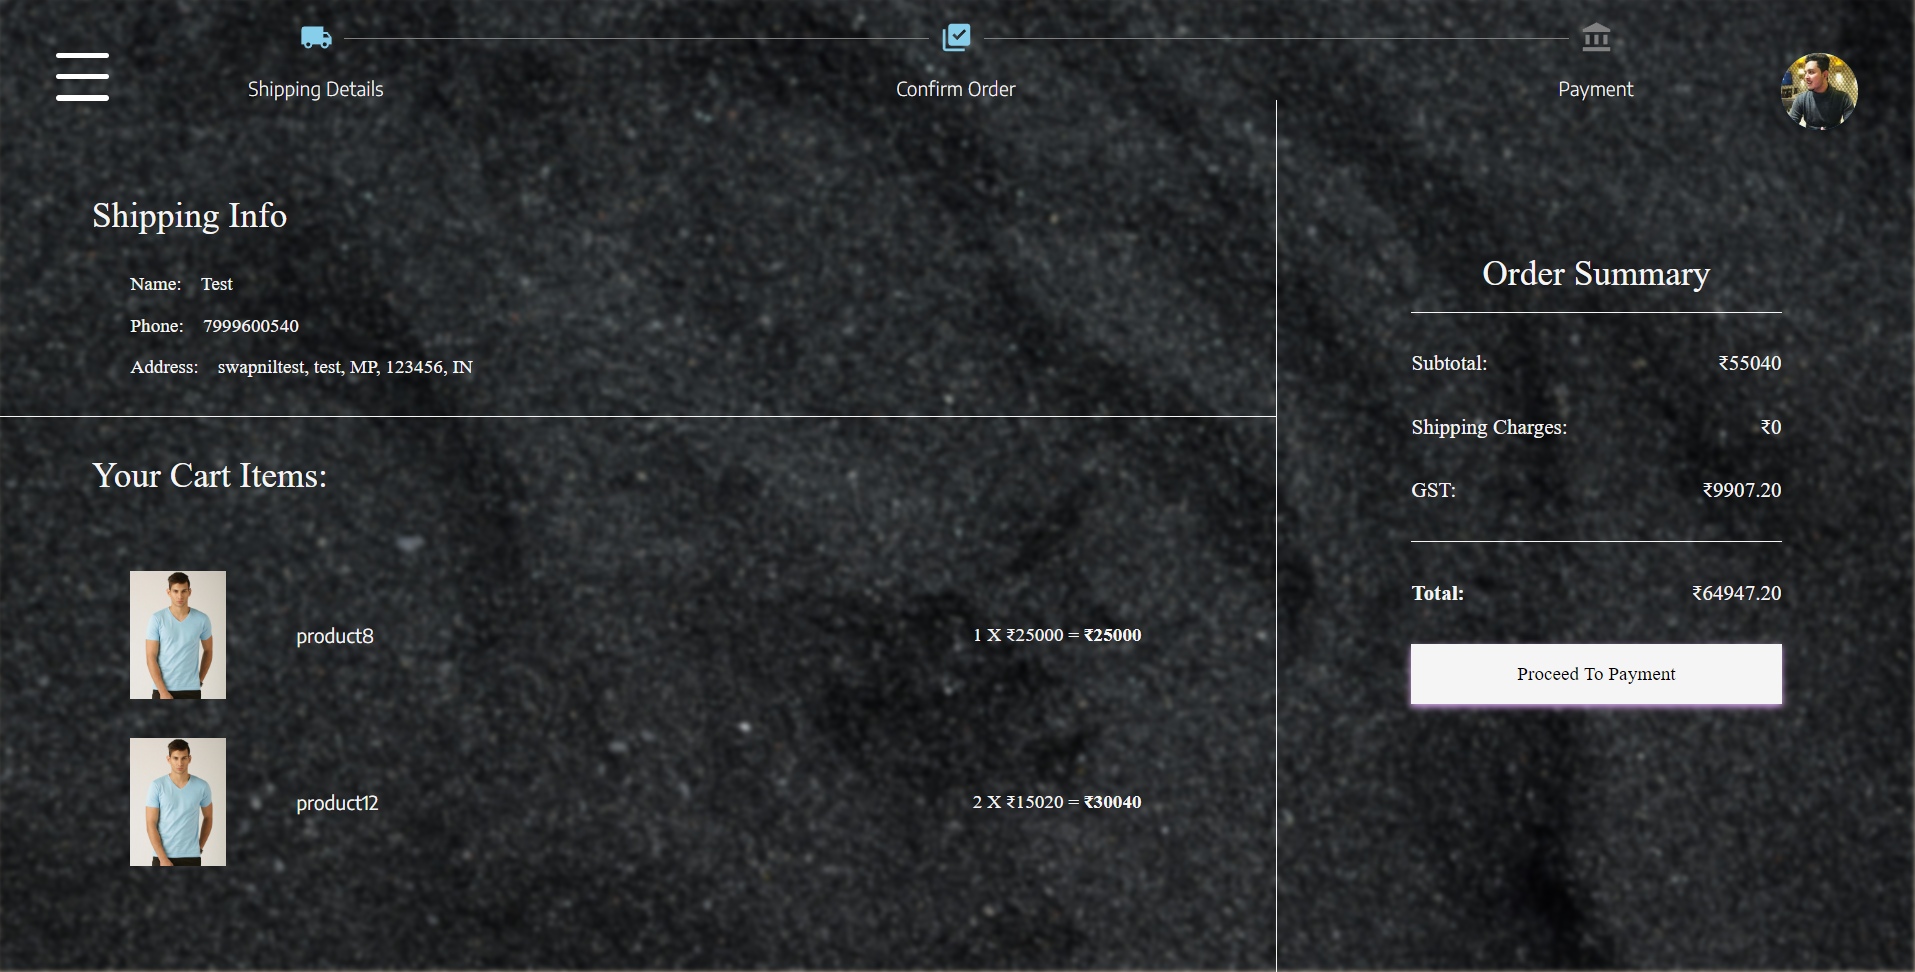 Shipping Details
Confirm Order
Payment
Shipping Info
Name: Test
Phone: 7999600540
Address: swapniltest, test, MP, 123456, IN
Your Cart Items:
product8 1 X ₹25000 = ₹25000
product12 2 X ₹15020 = ₹30040
Order Summary
Subtotal: ₹55040
Shipping Charges: ₹0
GST: ₹9907.20
Total: ₹64947.20
Proceed To Payment